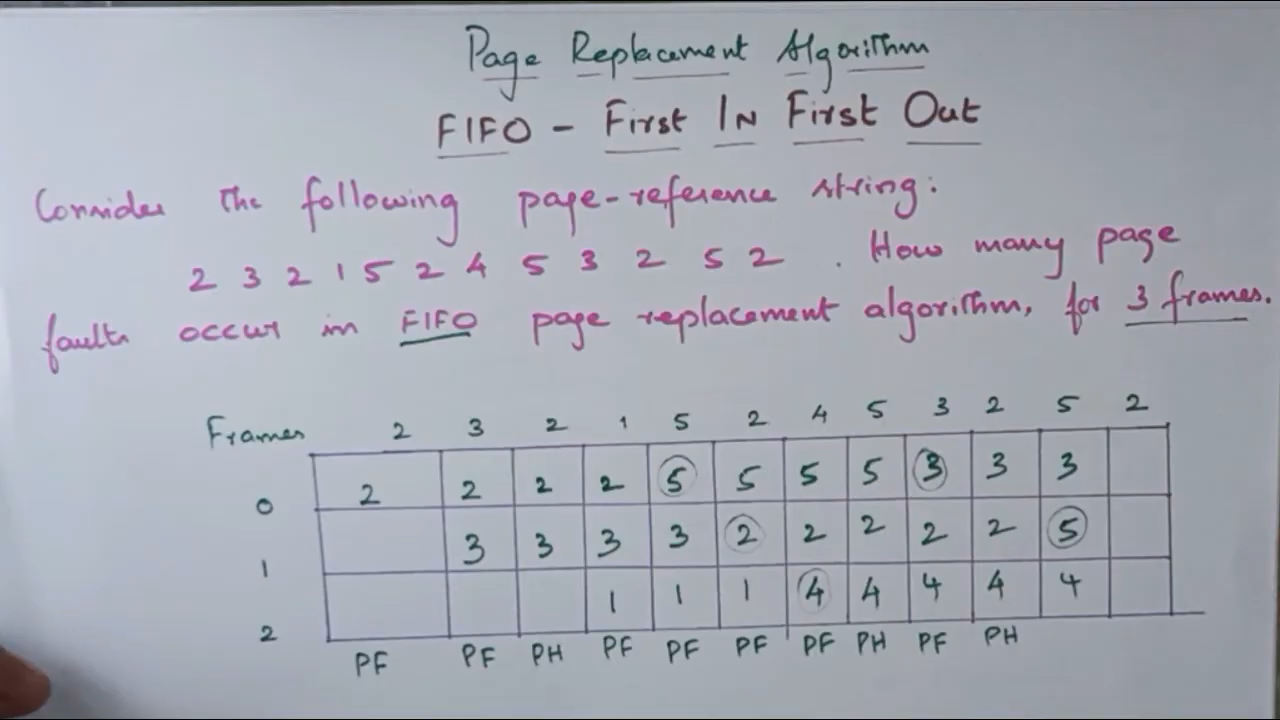 Page Replacement Algorithm
FIFO - First IN First Out
Consider the following page-reference string:
2 3 2 1 5 2 4 5 3 2 5 2 . How many page
faults occur in FIFO page replacement algorithm, for 3 frames.
Frames 2 3 2 1 5 2 4 5 3 2 5 2
0 2 2 2 2 5 5 5 5 3 3 3
1 3 3 3 3 2 2 2 2 2 5
2 1 1 1 4 4 4 4 4
PF PF PH PF PF PF PF PH PF PH